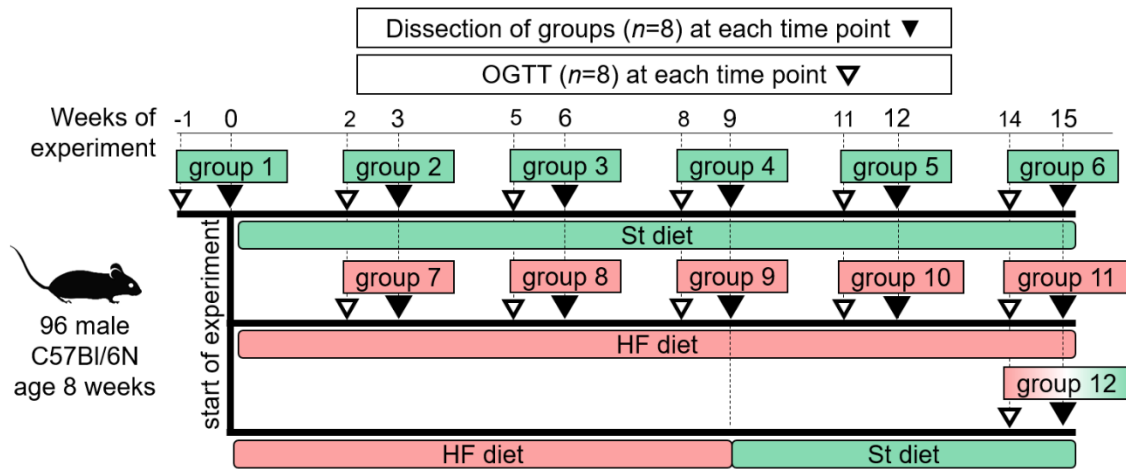 Dissection of groups (n=8) at each time point ▼
OGTT (n=8) at each time point ▽
Weeks of experiment
-1 0 2 3 5 6 8 9 11 12 14 15
group 1 group 2 group 3 group 4 group 5 group 6
St diet
group 7 group 8 group 9 group 10 group 11
HF diet
group 12
HF diet St diet
start of experiment
96 male
C57Bl/6N
age 8 weeks